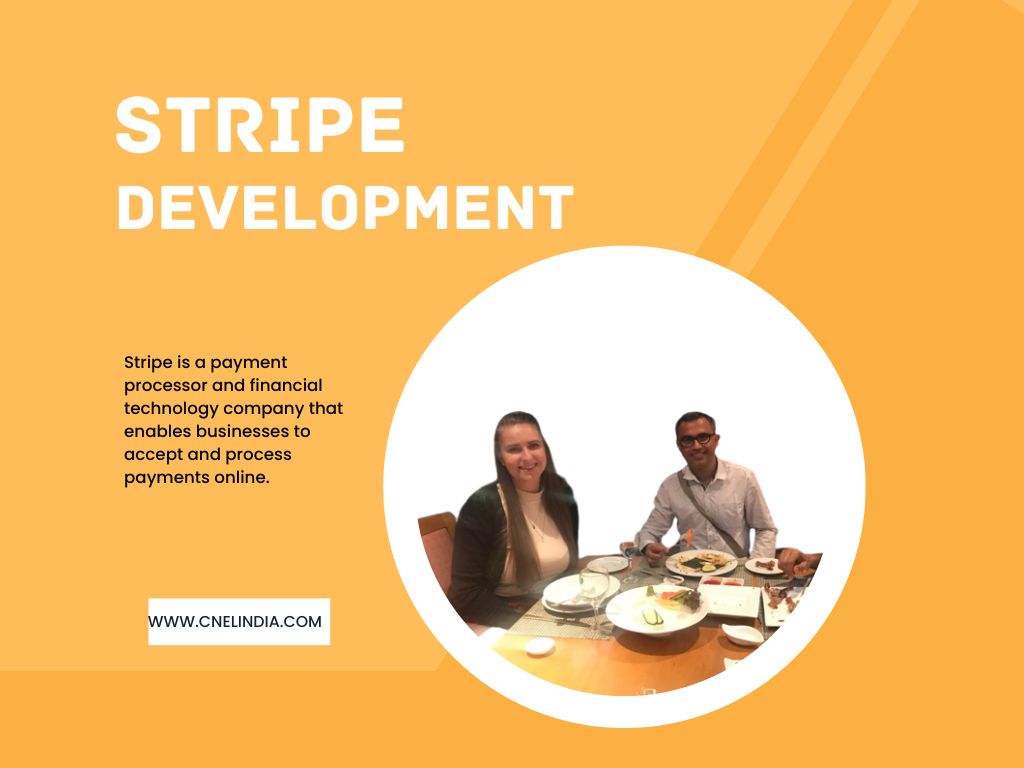 STRIPE
DEVELOPMENT
Stripe is a payment
processor and financial
technology company that
enables businesses to
accept and process
payments online.
WWW.CNELINDIA.COM